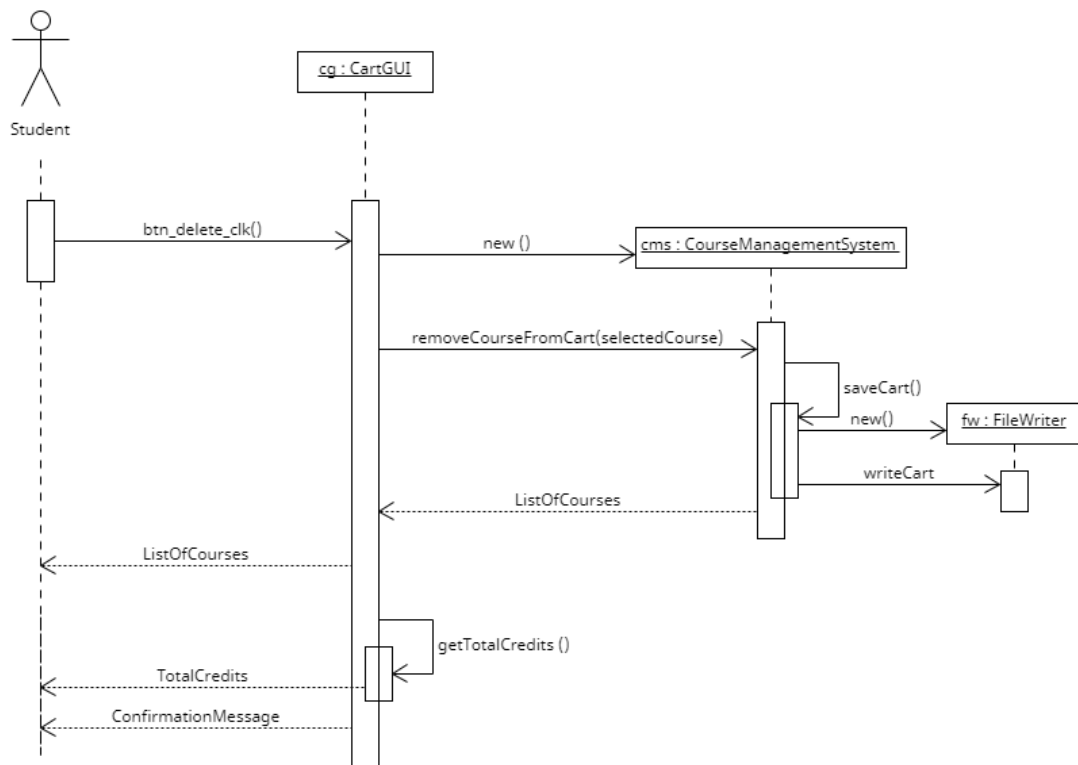 cg : CartGUI
Student
btn_delete_clk()
new ()
cms : CourseManagementSystem
removeCourseFromCart(selectedCourse)
saveCart()
new()
fw : FileWriter
writeCart
ListOfCourses
ListOfCourses
getTotalCredits ()
TotalCredits
ConfirmationMessage